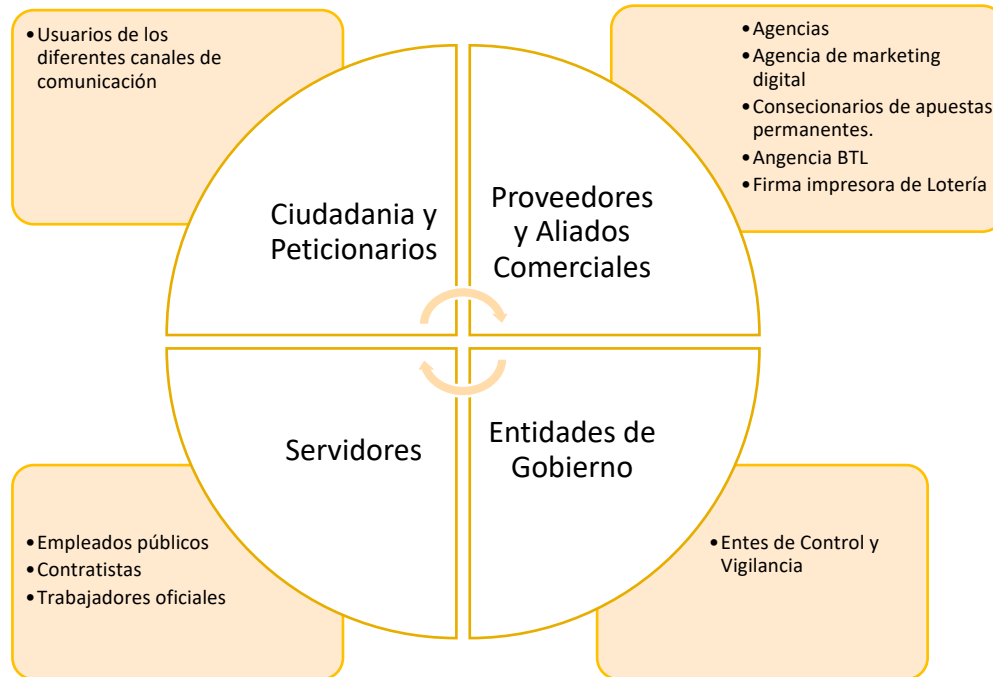 •Usuarios de los
diferentes canales de
comunicación
•Agencias
•Agencia de marketing
digital
•Consecionarios de apuestas
permanentes.
•Angencia BTL
•Firma impresora de Lotería
Ciudadania y
Peticionarios
Proveedores
y Aliados
Comerciales
Servidores
Entidades de
Gobierno
•Empleados públicos
•Contratistas
•Trabajadores oficiales
•Entes de Control y
Vigilancia